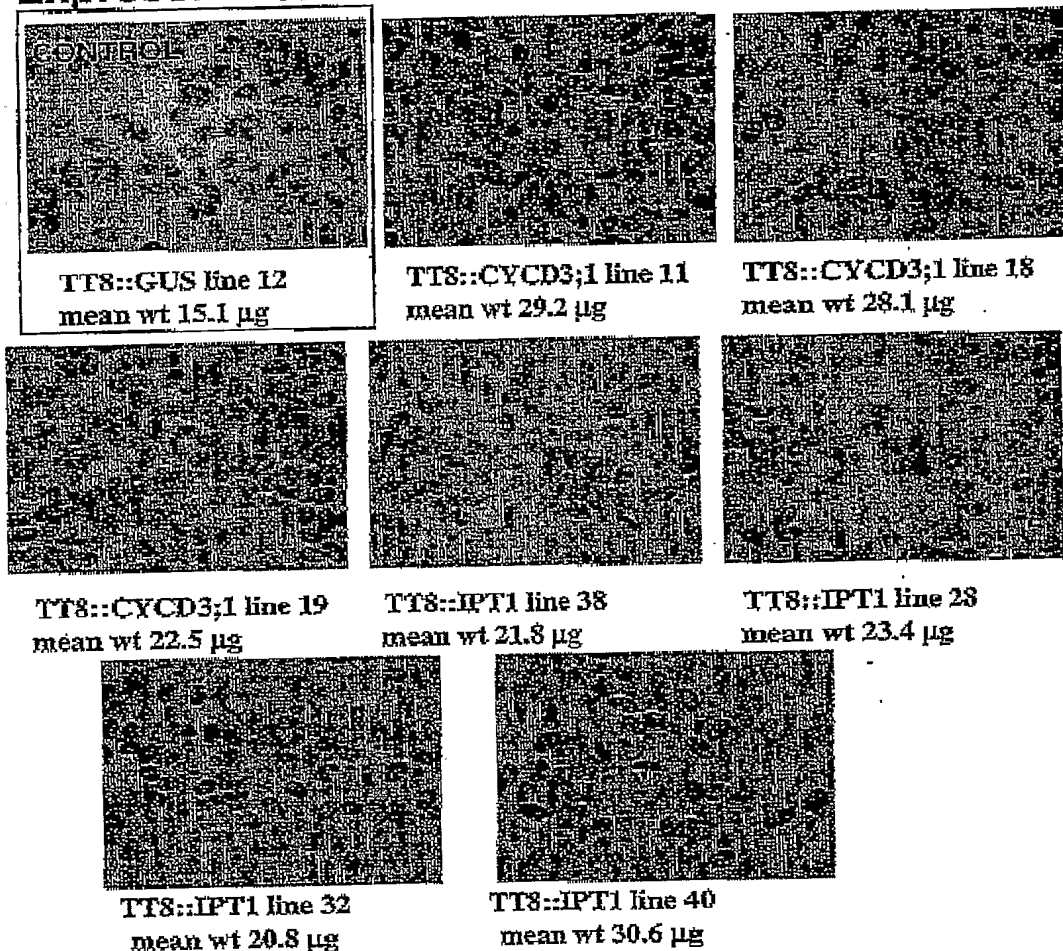 CONTROL
TT8::GUS line 12
mean wt 15.1 µg
TT8::CYCD3;1 line 11
mean wt 29.2 µg
TT8::CYCD3;1 line 18
mean wt 28.1 µg
TT8::CYCD3;1 line 19
mean wt 22.5 µg
TT8::IPT1 line 38
mean wt 21.8 µg
TT8::IPT1 line 28
mean wt 23.4 µg
TT8::IPT1 line 32
mean wt 20.8 µg
TT8::IPT1 line 40
mean wt 30.6 µg